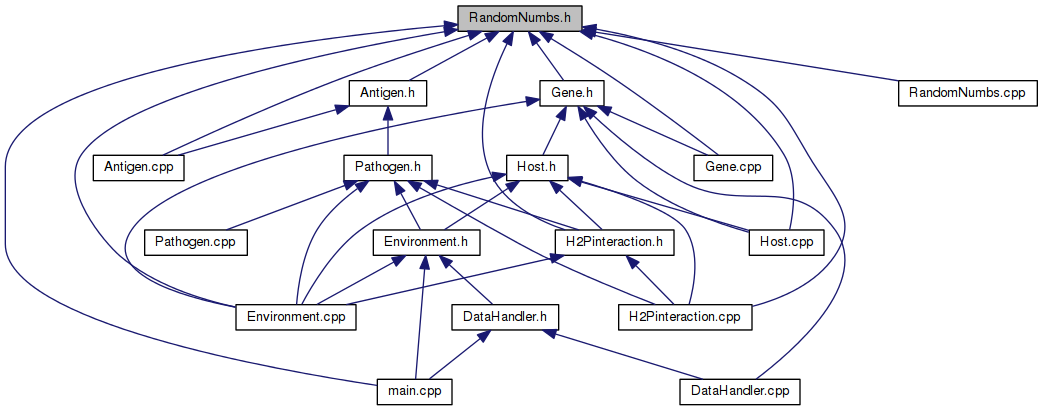 RandomNumbs.h
Antigen.h
Gene.h
RandomNumbs.cpp
Antigen.cpp
Pathogen.h
Host.h
Gene.cpp
Pathogen.cpp
Environment.h
H2Pinteraction.h
Host.cpp
Environment.cpp
DataHandler.h
H2Pinteraction.cpp
main.cpp
DataHandler.cpp